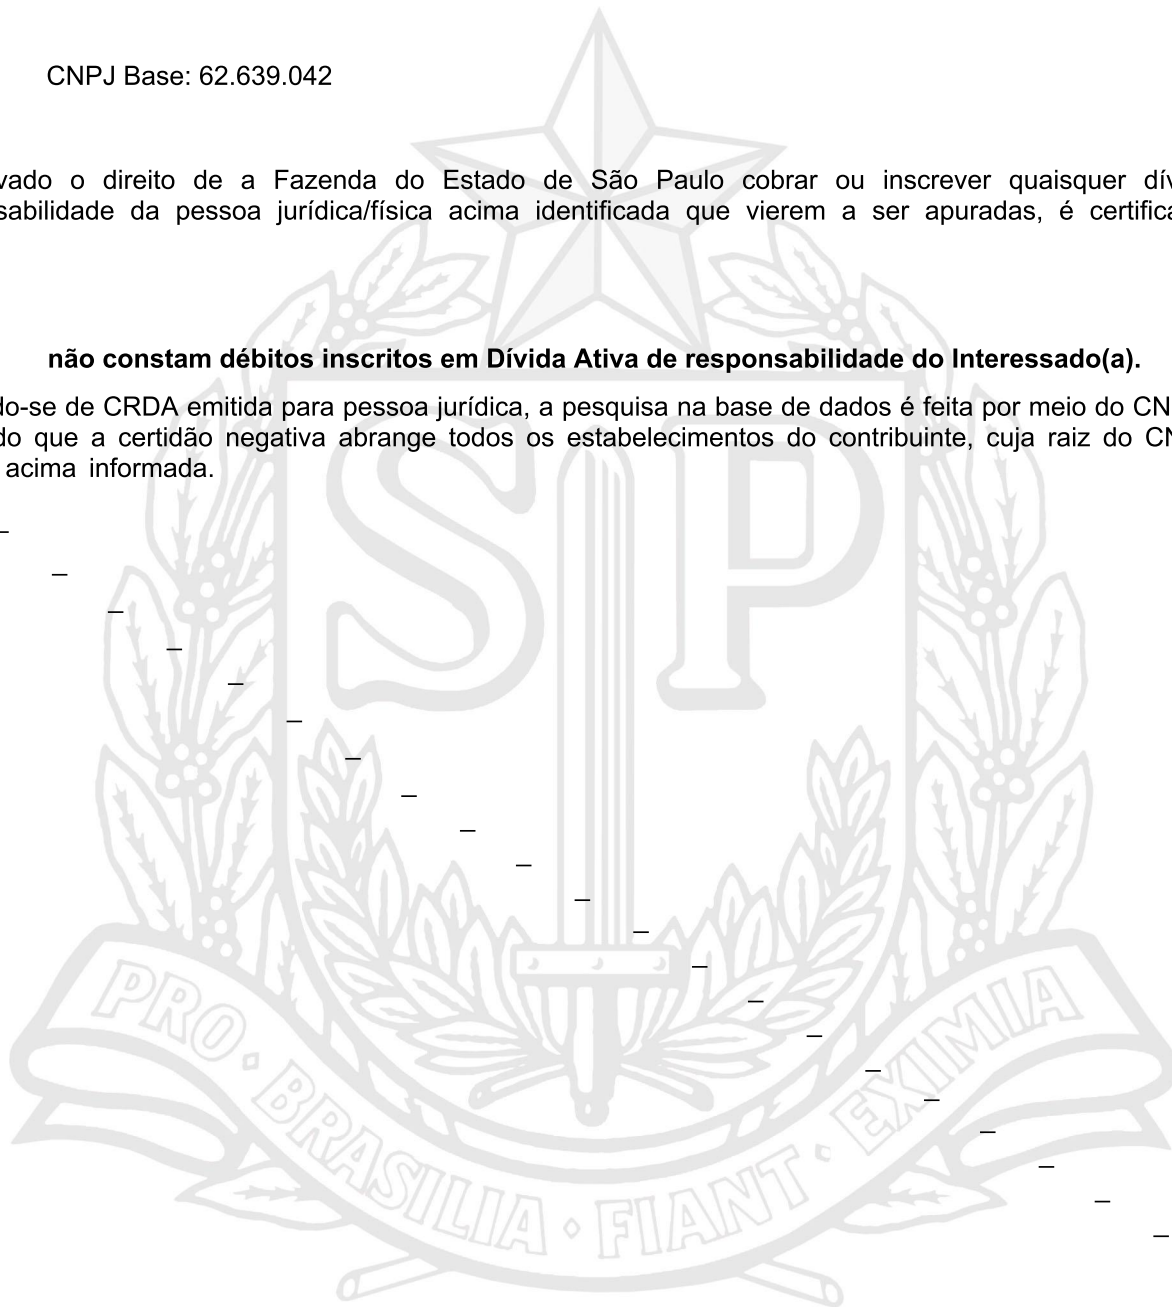 CNPJ Base: 62.639.042
vado o direito de a Fazenda do Estado de São Paulo cobrar ou inscrever quaisquer dív
sabilidade da pessoa jurídica/física acima identificada que vierem a ser apuradas, é certifica
não constam débitos inscritos em Dívida Ativa de responsabilidade do Interessado(a).
do-se de CRDA emitida para pessoa jurídica, a pesquisa na base de dados é feita por meio do CN
do que a certidão negativa abrange todos os estabelecimentos do contribuinte, cuja raiz do CN
acima informada.
SP
PRO · BRASILIA · FIANT · EXIMIA